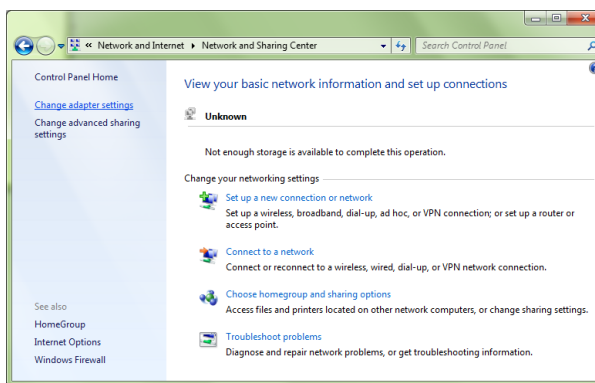 « Network and Internet ▸ Network and Sharing Center
Search Control Panel
Control Panel Home
Change adapter settings
Change advanced sharing
settings
View your basic network information and set up connections
Unknown
Not enough storage is available to complete this operation.
Change your networking settings
Set up a new connection or network
Set up a wireless, broadband, dial-up, ad hoc, or VPN connection; or set up a router or
access point.
Connect to a network
Connect or reconnect to a wireless, wired, dial-up, or VPN network connection.
Choose homegroup and sharing options
Access files and printers located on other network computers, or change sharing settings.
Troubleshoot problems
Diagnose and repair network problems, or get troubleshooting information.
See also
HomeGroup
Internet Options
Windows Firewall